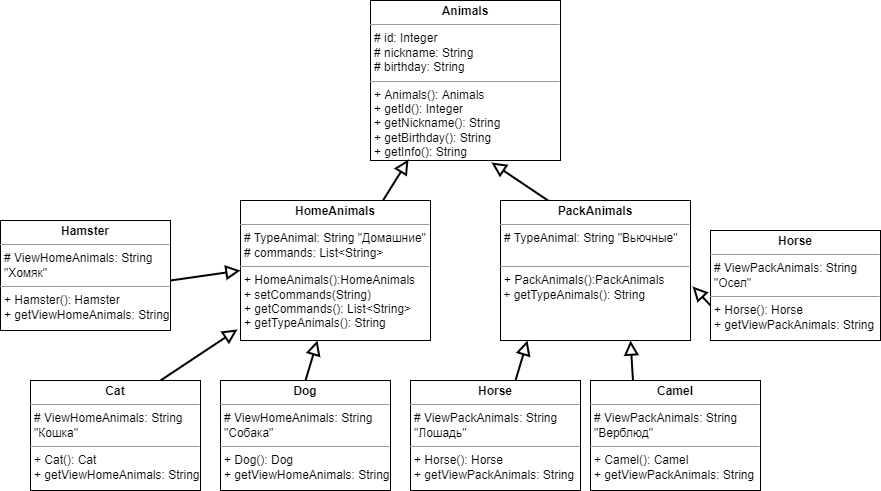 Animals
# id: Integer
# nickname: String
# birthday: String
+ Animals(): Animals
+ getId(): Integer
+ getNickname(): String
+ getBirthday(): String
+ getInfo(): String
HomeAnimals
# TypeAnimal: String "Домашние"
# commands: List<String>
+ HomeAnimals():HomeAnimals
+ setCommands(String)
+ getCommands(): List<String>
+ getTypeAnimals(): String
PackAnimals
# TypeAnimal: String "Вьючные"
+ PackAnimals():PackAnimals
+ getTypeAnimals(): String
Hamster
# ViewHomeAnimals: String
"Хомяк"
+ Hamster(): Hamster
+ getViewHomeAnimals: String
Horse
# ViewPackAnimals: String
"Осел"
+ Horse(): Horse
+ getViewPackAnimals: String
Cat
# ViewHomeAnimals: String
"Кошка"
+ Cat(): Cat
+ getViewHomeAnimals: String
Dog
# ViewHomeAnimals: String
"Собака"
+ Dog(): Dog
+ getViewHomeAnimals: String
Horse
# ViewPackAnimals: String
"Лошадь"
+ Horse(): Horse
+ getViewPackAnimals: String
Camel
# ViewPackAnimals: String
"Верблюд"
+ Camel(): Camel
+ getViewPackAnimals: String